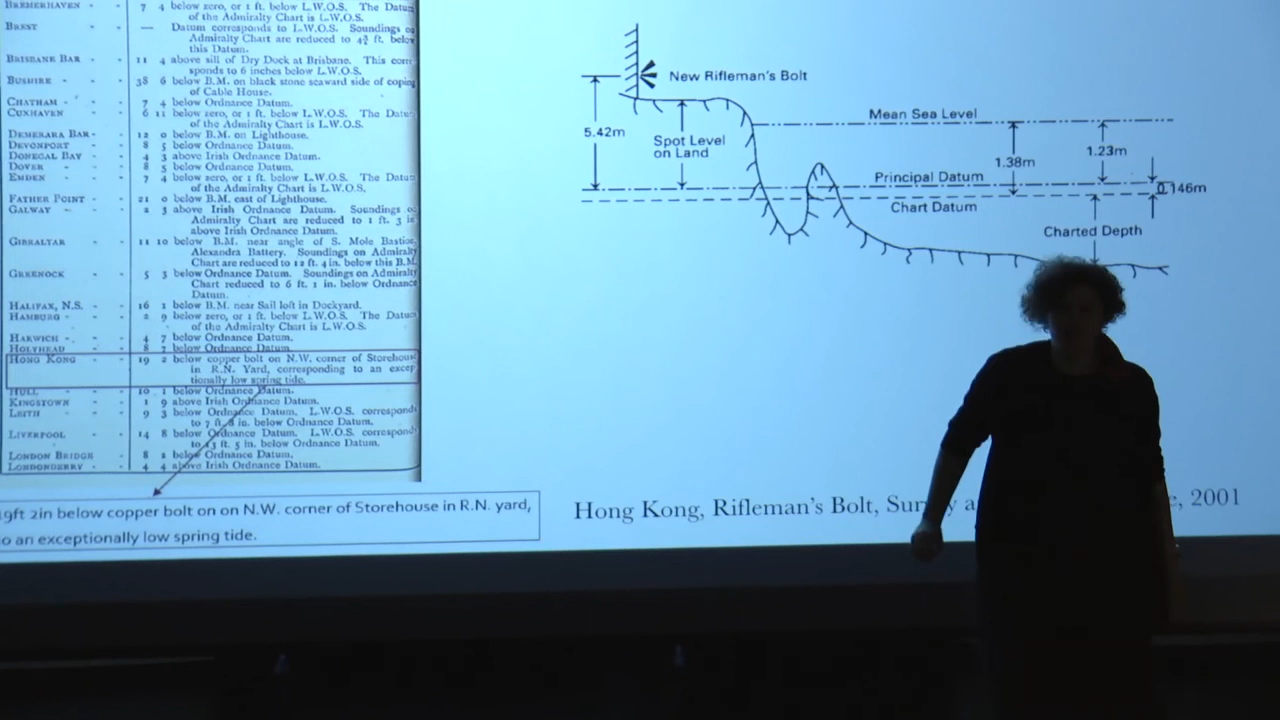 BREMERHAVEN - - 7 4 below zero, or 1 ft. below L.W.O.S. The Datum
of the Admiralty Chart is L.W.O.S.
BREST - - — Datum corresponds to L.W.O.S. Soundings on
Admiralty Chart are reduced to 4¾ ft. below
this Datum.
BRISBANE BAR - - 11 4 above sill of Dry Dock at Brisbane. This corre
sponds to 6 inches below L.W.O.S.
BUSHIRE - - 38 6 below B.M. on black stone seaward side of coping
of Cable House.
CHATHAM - - 7 4 below Ordnance Datum.
CUXHAVEN - - 6 11 below zero, or 1 ft. below L.W.O.S. The Datum
of the Admiralty Chart is L.W.O.S.
DEMERARA BAR - - 12 0 below B.M. on Lighthouse.
DEVONPORT - - 8 5 below Ordnance Datum.
DONEGAL BAY - - 4 3 above Irish Ordnance Datum.
DOVER - - 8 5 below Ordnance Datum.
EMDEN - - 7 4 below zero, or 1 ft. below L.W.O.S. The Datum
of the Admiralty Chart is L.W.O.S.
FATHER POINT - - 21 0 below B.M. east of Lighthouse.
GALWAY - - 2 3 above Irish Ordnance Datum. Soundings on
Admiralty Chart are reduced to 1 ft. 3 in.
above Irish Ordnance Datum.
GIBRALTAR - - 11 10 below B.M. near angle of S. Mole Bastion,
Alexandra Battery. Soundings on Admiralty
Chart are reduced to 12 ft. 4 in. below this B.M.
GREENOCK - - 5 3 below Ordnance Datum. Soundings on Admiralty
Chart reduced to 6 ft. 1 in. below Ordnance
Datum.
HALIFAX, N.S. - - 16 1 below B.M. near Sail loft in Dockyard.
HAMBURG - - 2 9 below zero, or 1 ft. below L.W.O.S. The Datum
of the Admiralty Chart is L.W.O.S.
HARWICH - - 4 7 below Ordnance Datum.
HOLYHEAD - - 8 7 below Ordnance Datum.
HONG KONG - - 19 2 below copper bolt on N.W. corner of Storehouse
in R.N. Yard, corresponding to an excep
tionally low spring tide.
HULL - - 10 1 below Ordnance Datum.
KINGSTOWN - - 1 9 above Irish Ordnance Datum.
LEITH - - 9 3 below Ordnance Datum. L.W.O.S. corresponds
to 7 ft. 8 in. below Ordnance Datum.
LIVERPOOL - - 14 8 below Ordnance Datum. L.W.O.S. corresponds
to 13 ft. 5 in. below Ordnance Datum.
LONDON BRIDGE - - 8 2 below Ordnance Datum.
LONDONDERRY - - 4 4 above Irish Ordnance Datum.
19ft 2in below copper bolt on on N.W. corner of Storehouse in R.N. yard,
o an exceptionally low spring tide.
New Rifleman's Bolt
5.42m
Spot Level
on Land
Mean Sea Level
1.38m
1.23m
Principal Datum
0.146m
Chart Datum
Charted Depth
Hong Kong, Rifleman's Bolt, 2001